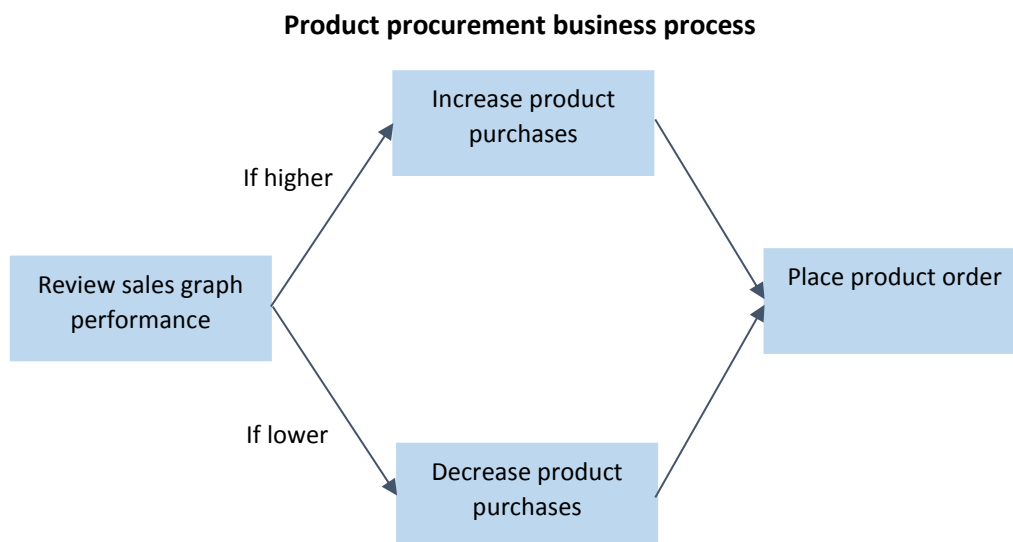 Product procurement business process
Increase product
purchases
If higher
Review sales graph
performance
Place product order
If lower
Decrease product
purchases